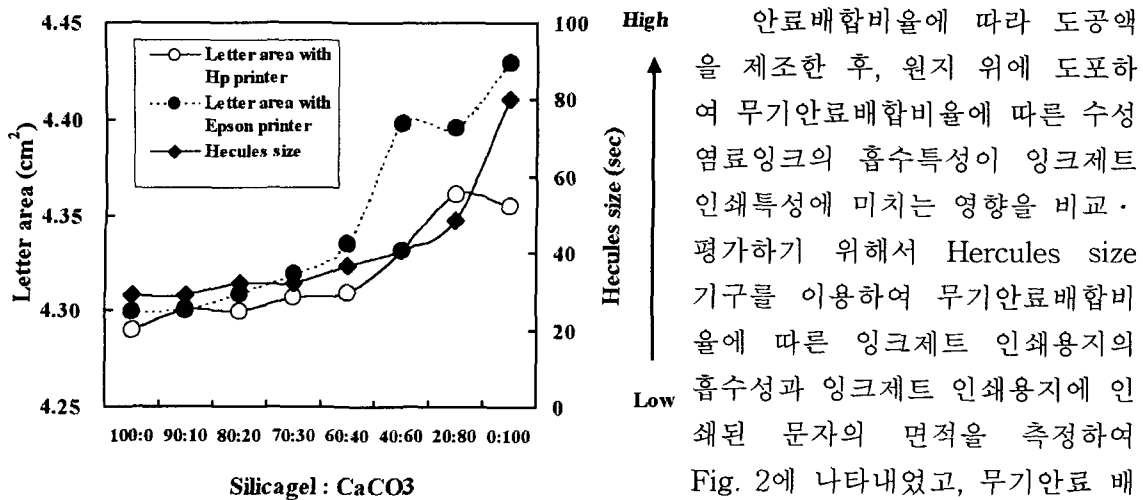 4.45
4.40
4.35
4.30
4.25
Letter area (cm²)
Letter area with
Hp printer
Letter area with
Epson printer
Hecules size
100
80
60
40
20
0
Hecules size (sec)
High
Low
100:0 90:10 80:20 70:30 60:40 40:60 20:80 0:100
Silicagel : CaCO3
안료배합비율에 따라 도공액
을 제조한 후, 원지 위에 도포하
여 무기안료배합비율에 따른 수성
염료잉크의 흡수특성이 잉크제트
인쇄특성에 미치는 영향을 비교·
평가하기 위해서 Hercules size
기구를 이용하여 무기안료배합비
율에 따른 잉크제트 인쇄용지의
흡수성과 잉크제트 인쇄용지에 인
쇄된 문자의 면적을 측정하여
Fig. 2에 나타내었고, 무기안료 배